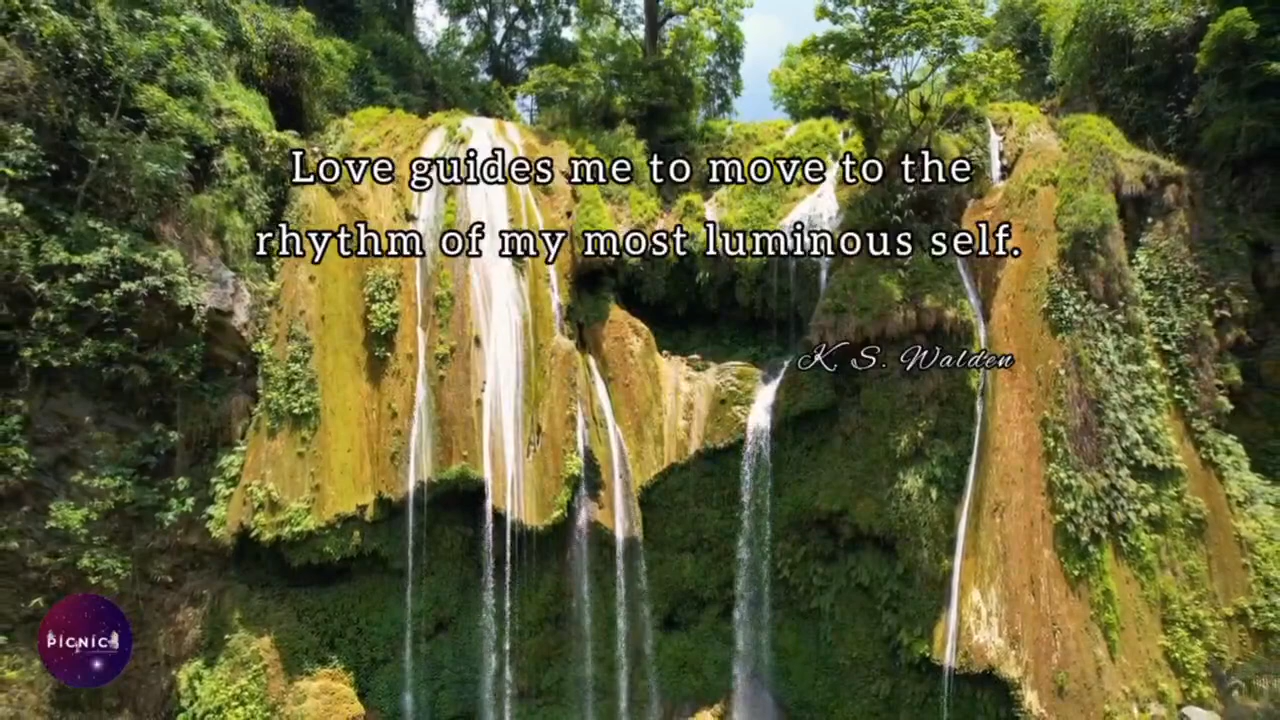 Love guides me to move to the
rhythm of my most luminous self.
K. S. Walden
PICNIC